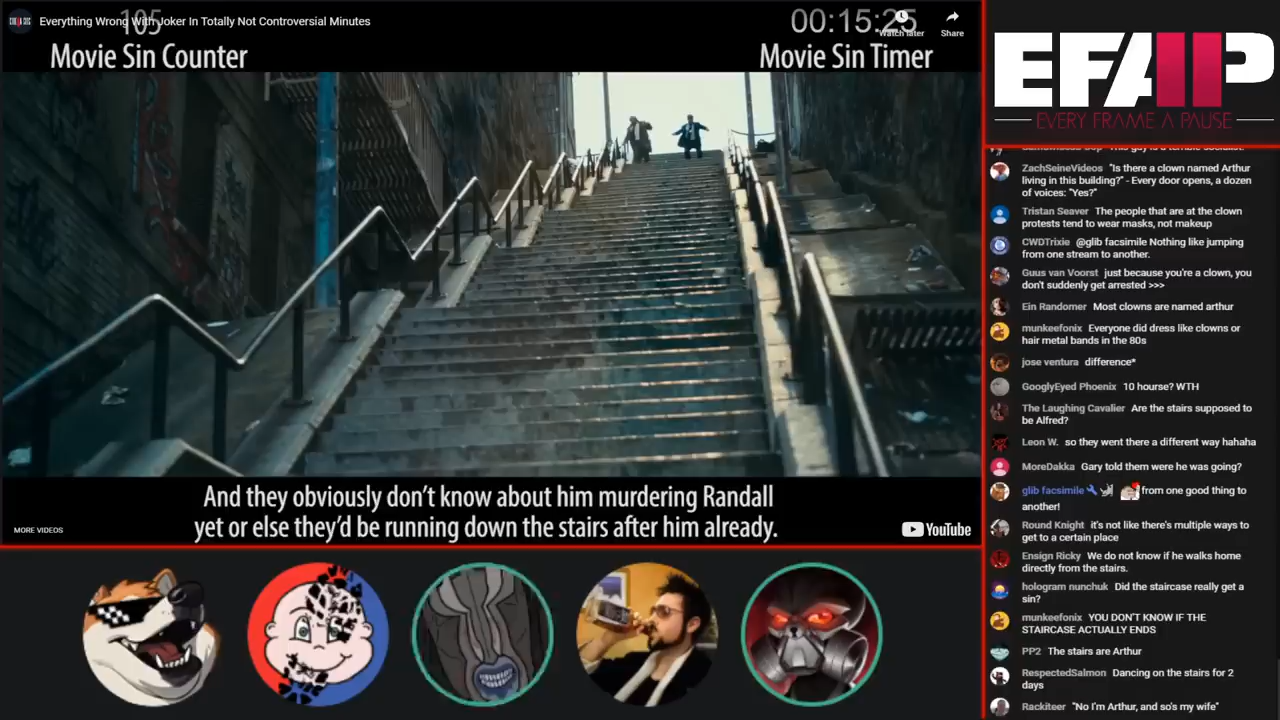 Everything Wrong With Joker In Totally Not Controversial Minutes
105
Movie Sin Counter
00:15:25
Movie Sin Timer
Watch later
Share
And they obviously don't know about him murdering Randall
yet or else they'd be running down the stairs after him already.
MORE VIDEOS
YouTube
EFAP
EVERY FRAME A PAUSE
ZachSeineVideos "Is there a clown named Arthur
living in this building?" - Every door opens, a dozen
of voices: "Yes?"
Tristan Seaver The people that are at the clown
protests tend to wear masks, not makeup
CWDTrixie @glib facsimile Nothing like jumping
from one stream to another.
Guus van Voorst just because you're a clown, you
don't suddenly get arrested >>>
Ein Randomer Most clowns are named arthur
munkeefonix Everyone did dress like clowns or
hair metal bands in the 80s
jose ventura difference*
GooglyEyed Phoenix 10 hourse? WTH
The Laughing Cavalier Are the stairs supposed to
be Alfred?
Leon W. so they went there a different way hahaha
MoreDakka Gary told them were he was going?
glib facsimile from one good thing to
another!
Round Knight it's not like there's multiple ways to
get to a certain place
Ensign Ricky We do not know if he walks home
directly from the stairs.
hologram nunchuk Did the staircase really get a
sin?
munkeefonix YOU DON'T KNOW IF THE
STAIRCASE ACTUALLY ENDS
PP2 The stairs are Arthur
RespectedSalmon Dancing on the stairs for 2
days
Rackiteer "No I'm Arthur, and so's my wife"